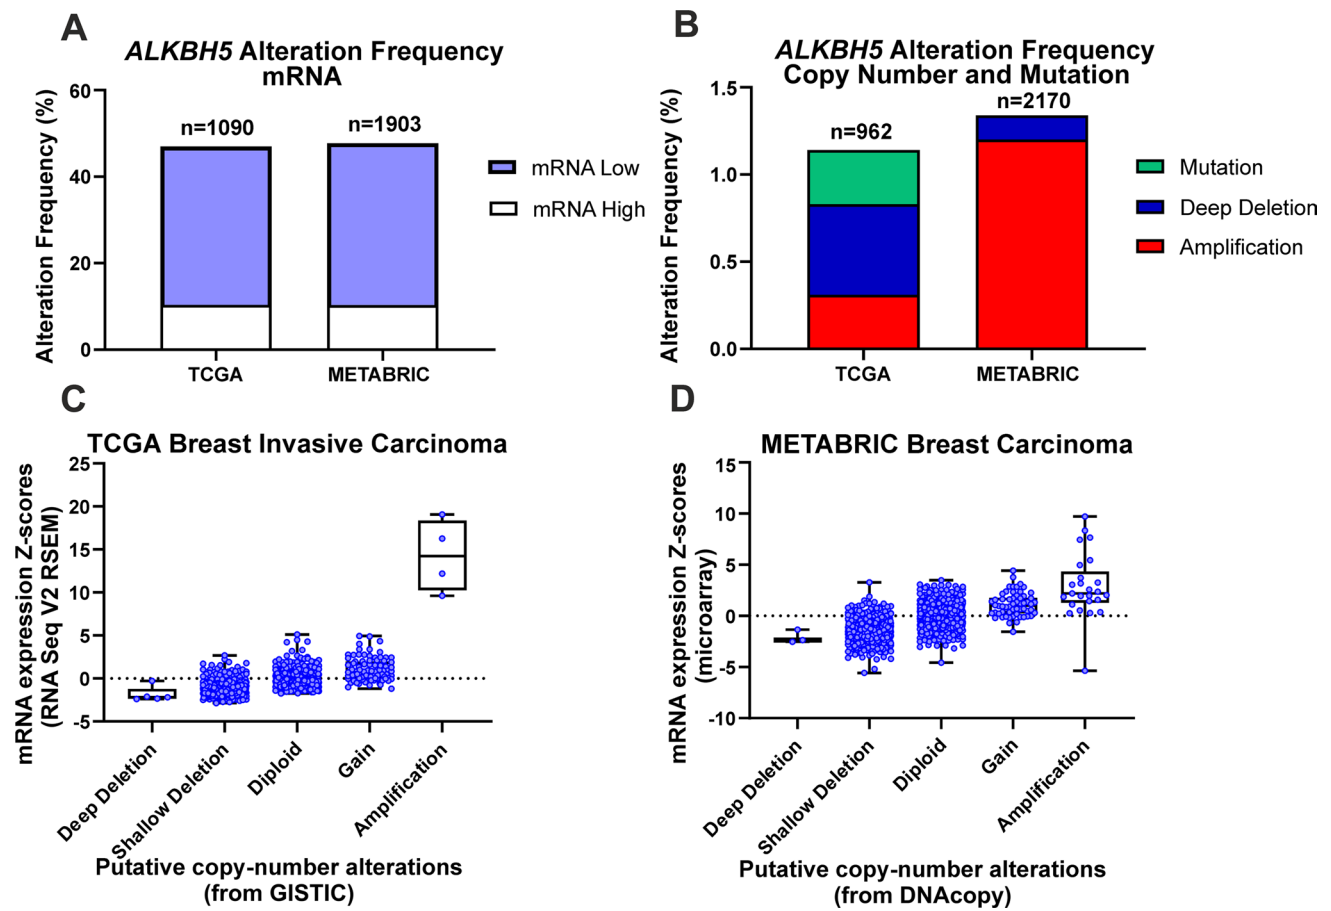 A
ALKBH5 Alteration Frequency
mRNA
Alteration Frequency (%)
60
40
20
0
n=1090
n=1903
TCGA
METABRIC
mRNA Low
mRNA High
B
ALKBH5 Alteration Frequency
Copy Number and Mutation
Alteration Frequency (%)
1.5
1.0
0.5
0.0
n=962
n=2170
TCGA
METABRIC
Mutation
Deep Deletion
Amplification
C
TCGA Breast Invasive Carcinoma
mRNA expression Z-scores
(RNA Seq V2 RSEM)
25
20
15
10
5
0
-5
Deep Deletion
Shallow Deletion
Diploid
Gain
Amplification
Putative copy-number alterations
(from GISTIC)
D
METABRIC Breast Carcinoma
mRNA expression Z-scores
(microarray)
15
10
5
0
-5
-10
Deep Deletion
Shallow Deletion
Diploid
Gain
Amplification
Putative copy-number alterations
(from DNAcopy)